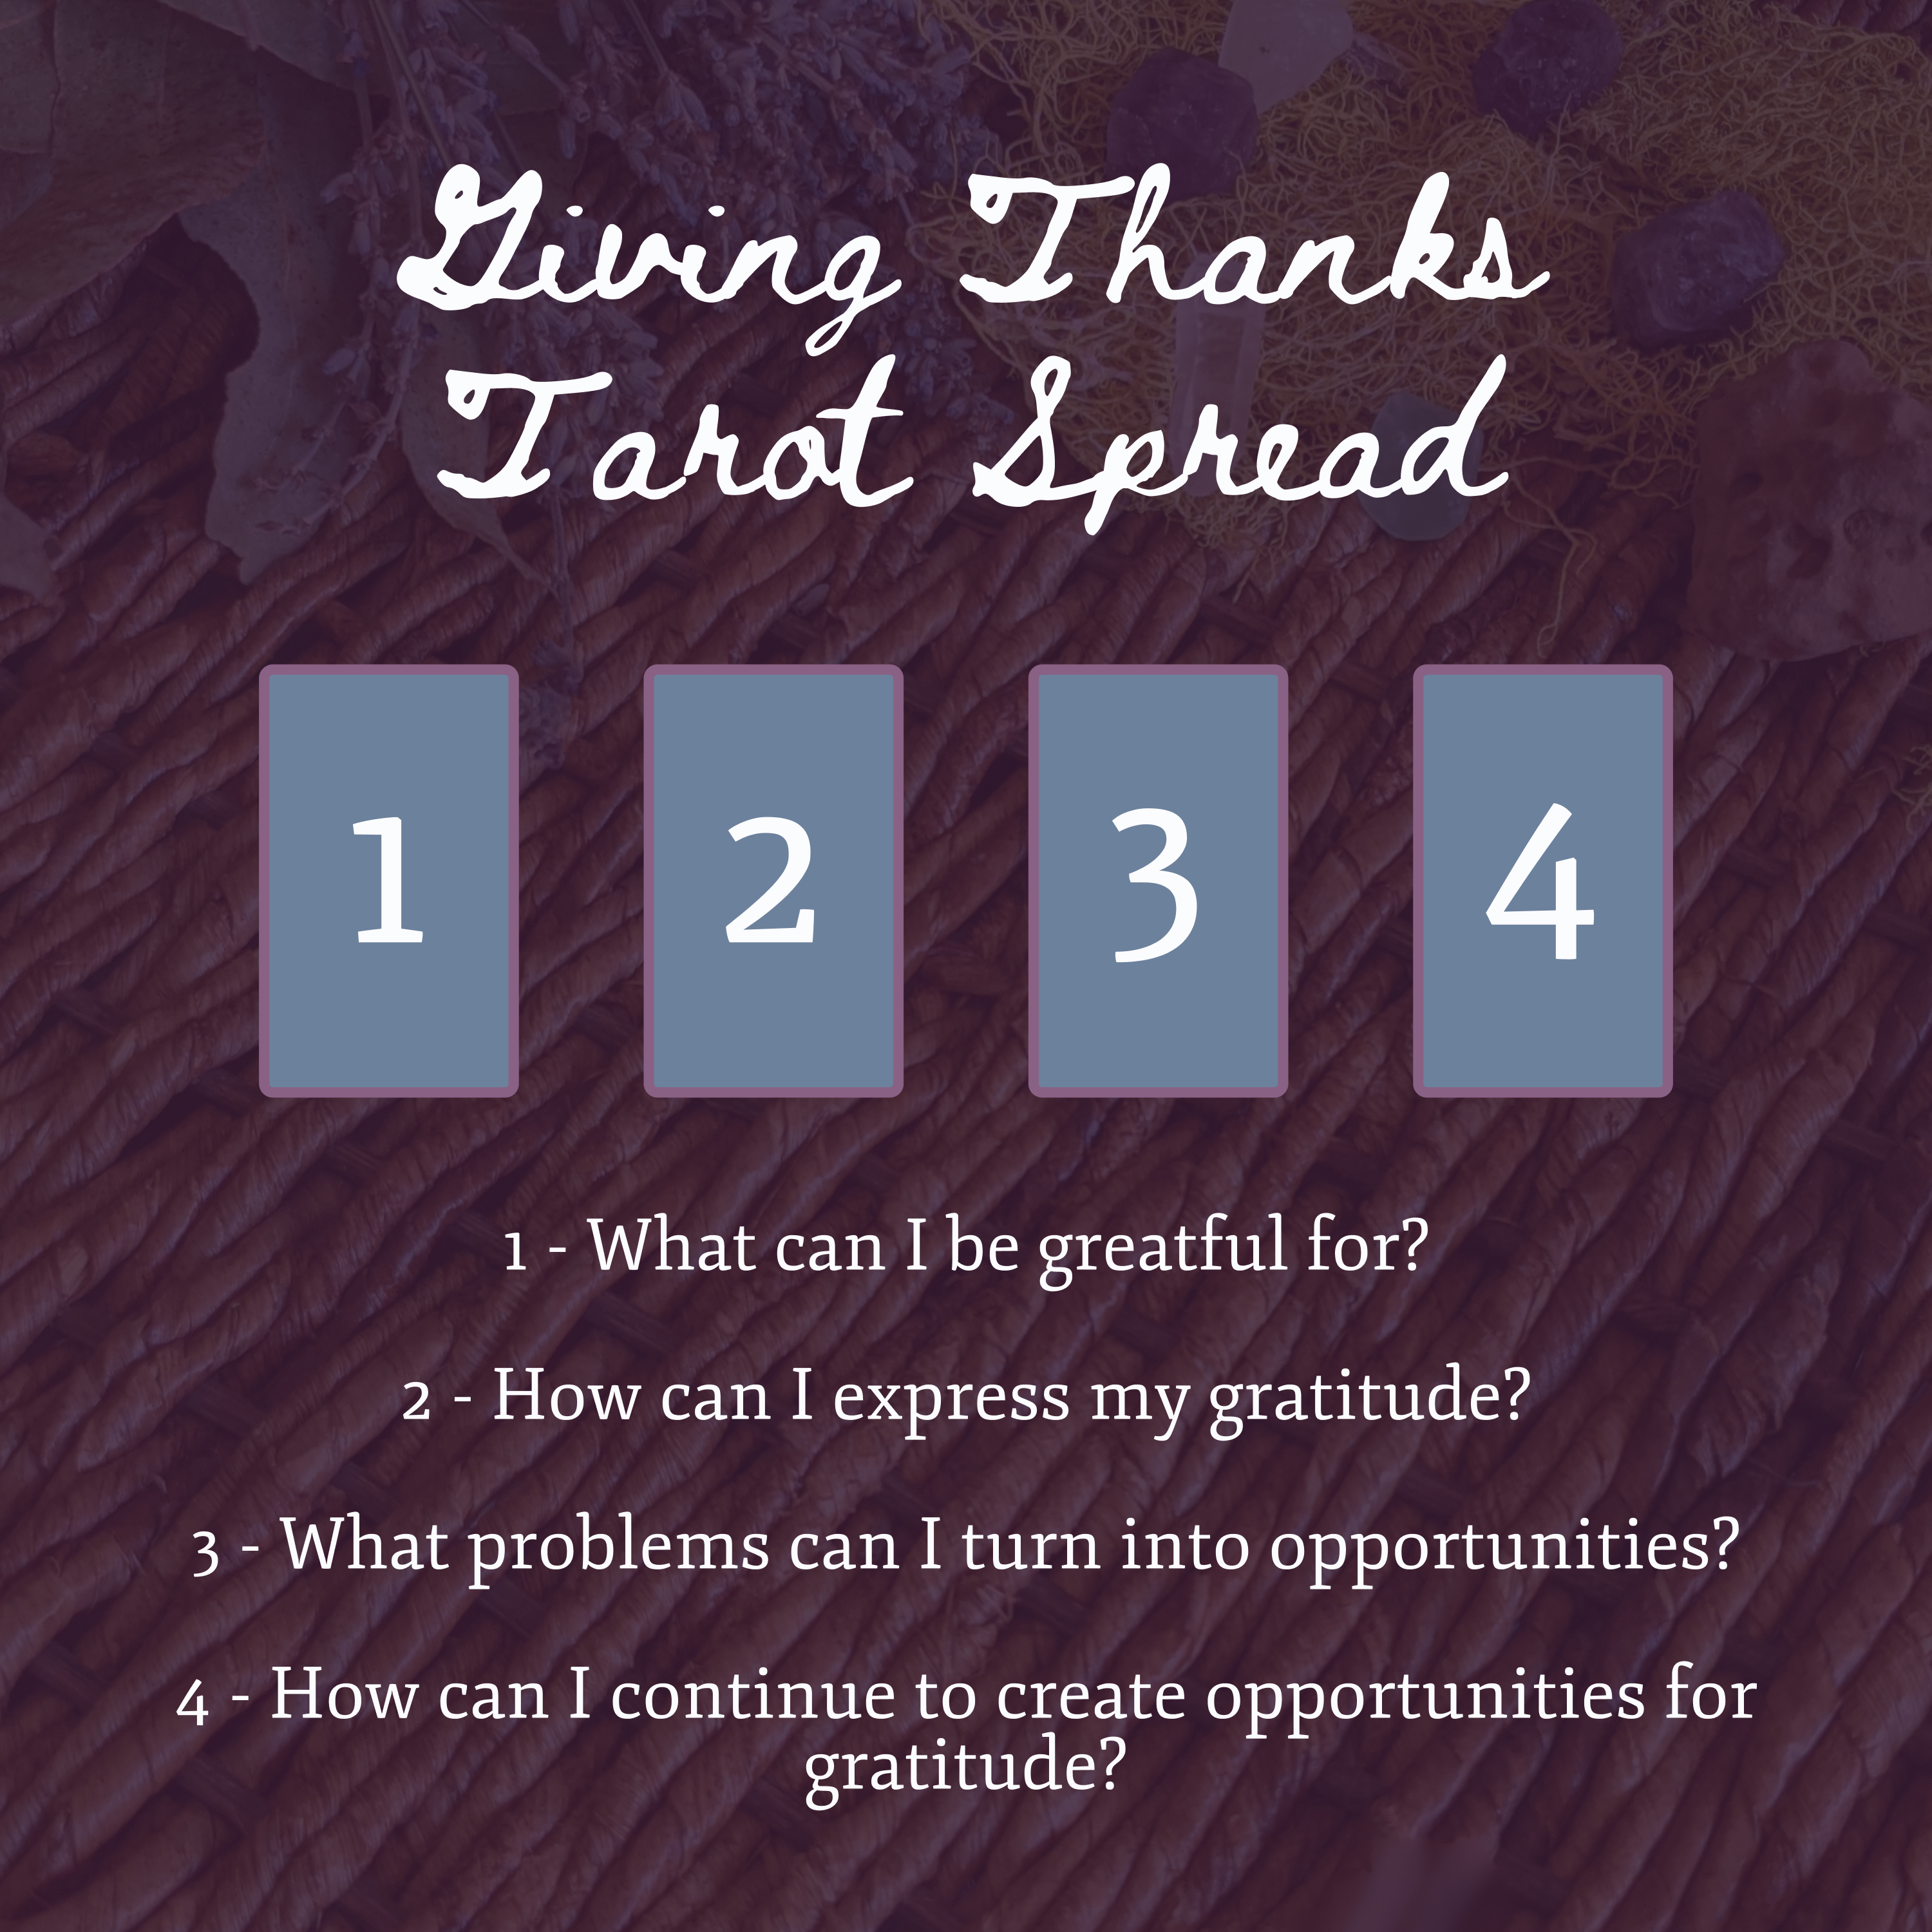 Giving Thanks
Tarot Spread
1 2 3 4
1 - What can I be greatful for?
2 - How can I express my gratitude?
3 - What problems can I turn into opportunities?
4 - How can I continue to create opportunities for
gratitude?